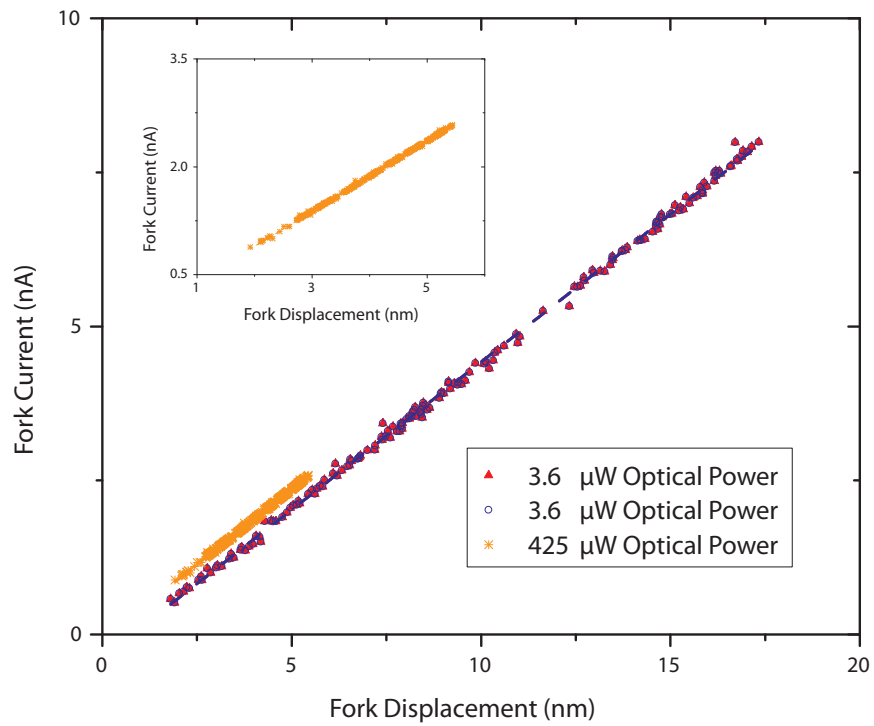 10
3.5
Fork Current (nA)
2.0
0.5
1
3
5
Fork Displacement (nm)
Fork Current (nA)
5
3.6 μW Optical Power
3.6 μW Optical Power
425 μW Optical Power
0
0
5
10
15
20
Fork Displacement (nm)